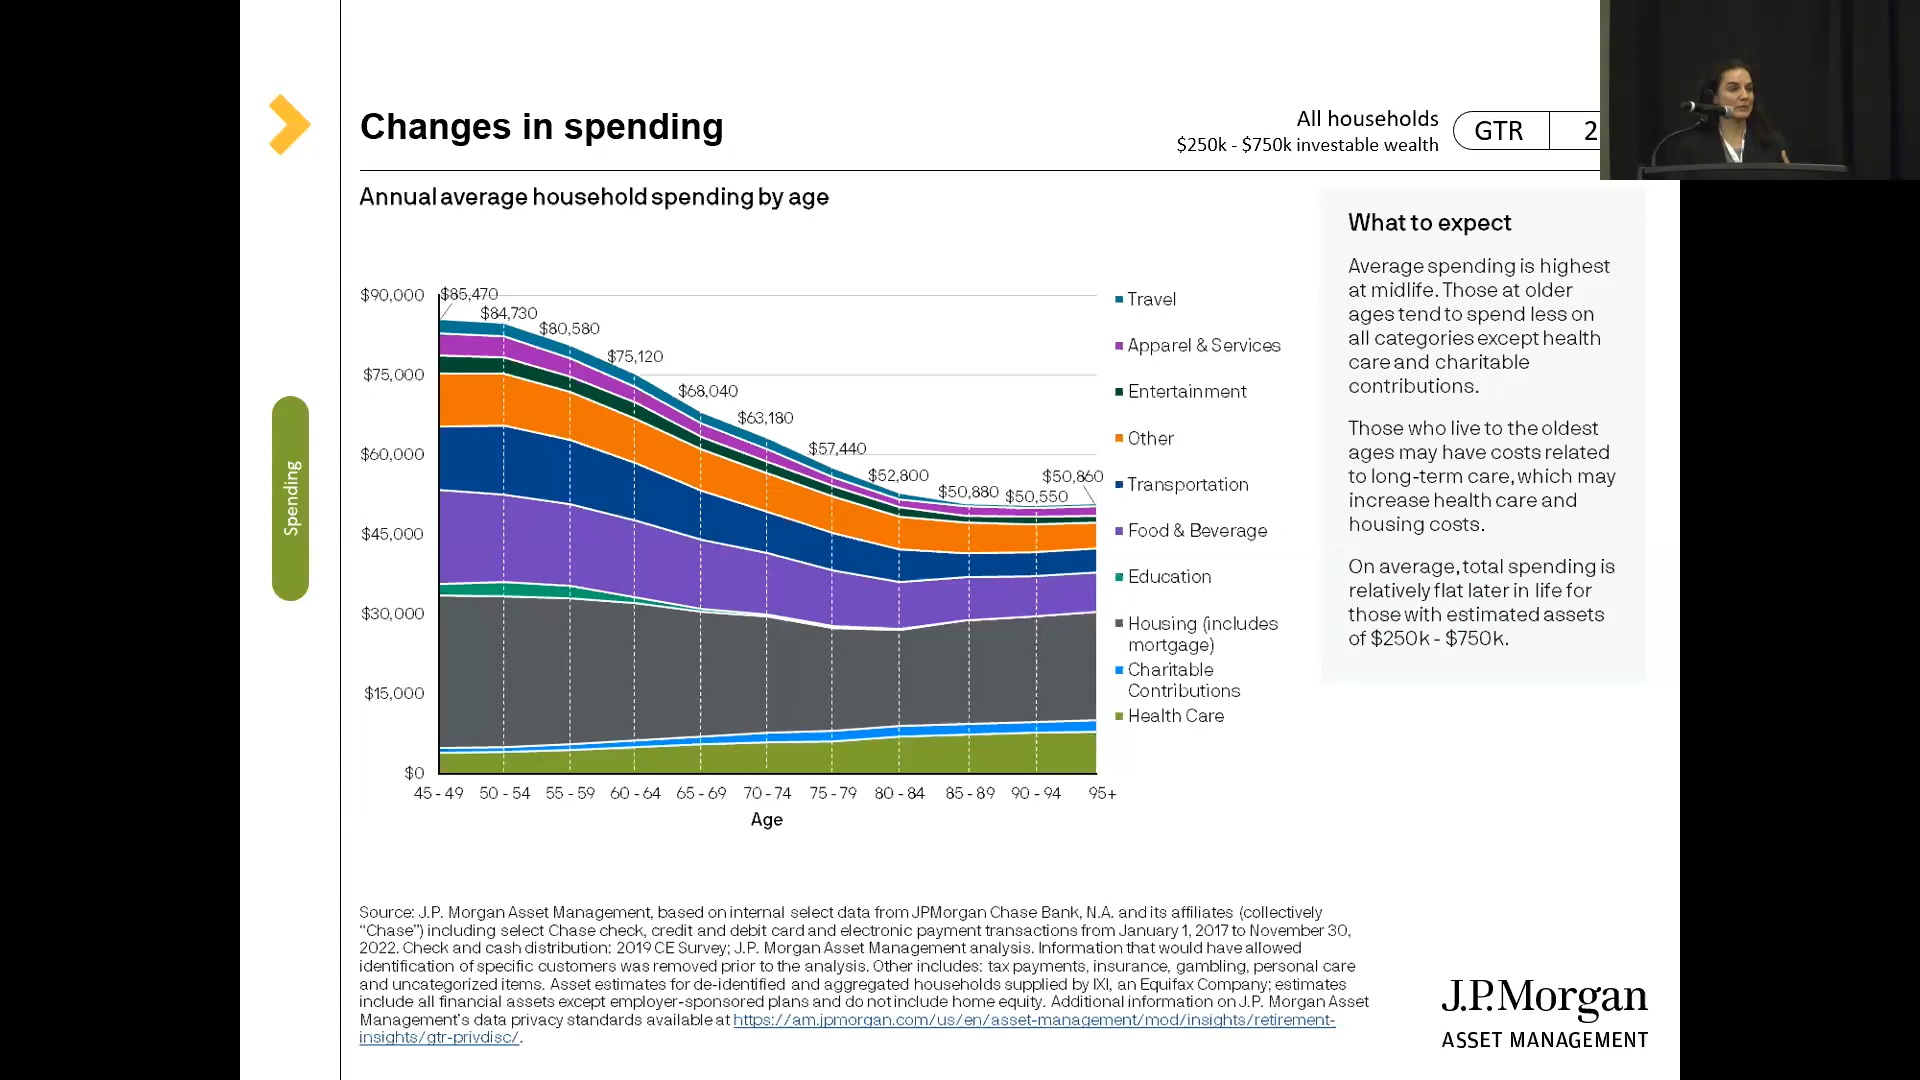 Changes in spending
All households
$250k - $750k investable wealth
GTR
2
Annual average household spending by age
$90,000
$75,000
$60,000
$45,000
$30,000
$15,000
$0
$85,470
$84,730
$80,580
$75,120
$68,040
$63,180
$57,440
$52,800
$50,880
$50,550
$50,860
45 - 49
50 - 54
55 - 59
60 - 64
65 - 69
70 - 74
75 - 79
80 - 84
85 - 89
90 - 94
95+
Age
Travel
Apparel & Services
Entertainment
Other
Transportation
Food & Beverage
Education
Housing (includes
mortgage)
Charitable
Contributions
Health Care
What to expect
Average spending is highest
at midlife. Those at older
ages tend to spend less on
all categories except health
care and charitable
contributions.
Those who live to the oldest
ages may have costs related
to long-term care, which may
increase health care and
housing costs.
On average, total spending is
relatively flat later in life for
those with estimated assets
of $250k - $750k.
Spending
Source: J.P. Morgan Asset Management, based on internal select data from JPMorgan Chase Bank, N.A. and its affiliates (collectively
“Chase”) including select Chase check, credit and debit card and electronic payment transactions from January 1, 2017 to November 30,
2022. Check and cash distribution: 2019 CE Survey; J.P. Morgan Asset Management analysis. Information that would have allowed
identification of specific customers was removed prior to the analysis. Other includes: tax payments, insurance, gambling, personal care
and uncategorized items. Asset estimates for de-identified and aggregated households supplied by IXI, an Equifax Company; estimates
include all financial assets except employer-sponsored plans and do not include home equity. Additional information on J.P. Morgan Asset
Management’s data privacy standards available at https://am.jpmorgan.com/us/en/asset-management/mod/insights/retirement-
insights/gtr-privdisc/.
J.P.Morgan
ASSET MANAGEMENT